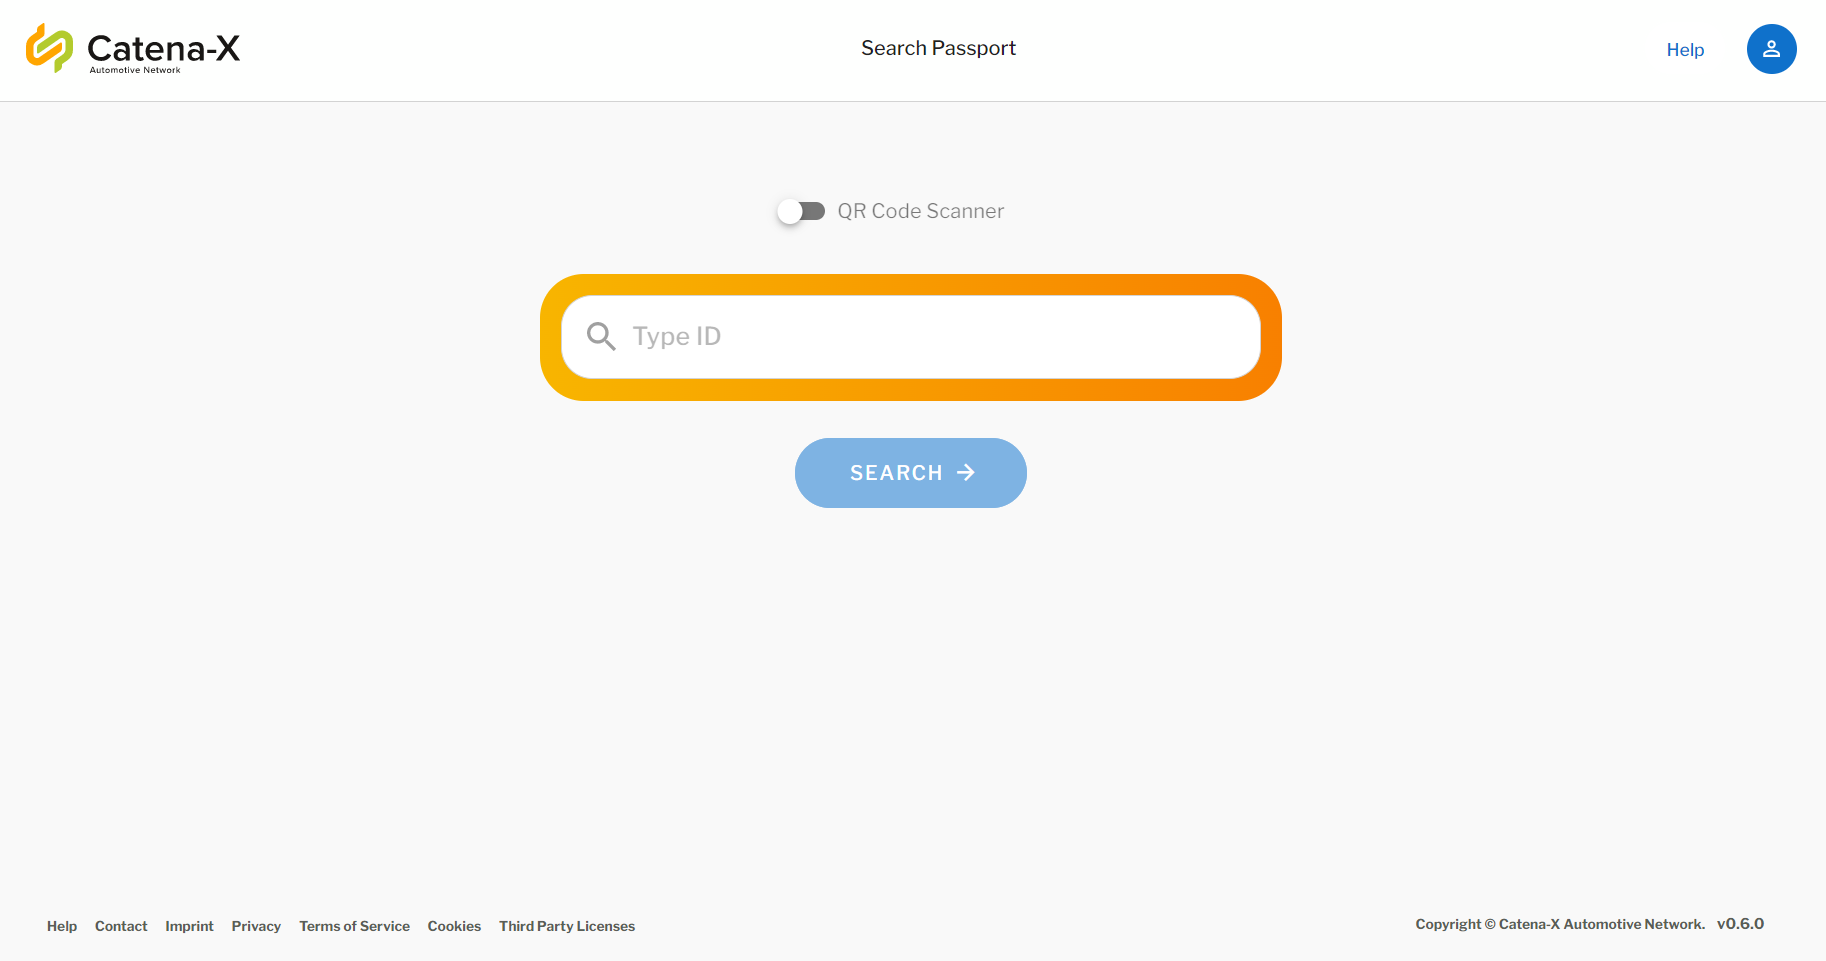 Catena-X
Automotive Network
Search Passport
Help
QR Code Scanner
Type ID
SEARCH
Help Contact Imprint Privacy Terms of Service Cookies Third Party Licenses
Copyright © Catena-X Automotive Network. v0.6.0